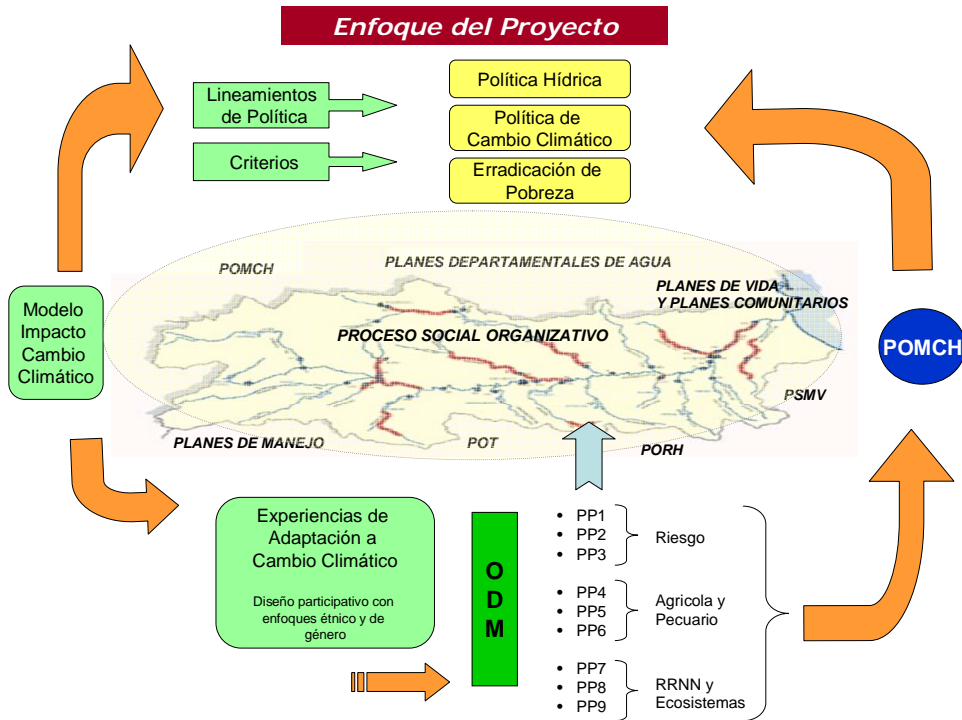 Enfoque del Proyecto
Lineamientos
de Política
Criterios
Política Hídrica
Política de
Cambio Climático
Erradicación de
Pobreza
POMCH
PLANES DEPARTAMENTALES DE AGUA
PLANES DE VIDA
Y PLANES COMUNITARIOS
PROCESO SOCIAL ORGANIZATIVO
Modelo
Impacto
Cambio
Climático
POMCH
PSMV
PLANES DE MANEJO
POT
PORH
Experiencias de
Adaptación a
Cambio Climático
Diseño participativo con
enfoques étnico y de
género
O
D
M
• PP1
• PP2
• PP3
Riesgo
• PP4
• PP5
• PP6
Agricola y
Pecuario
• PP7
• PP8
• PP9
RRNN y
Ecosistemas